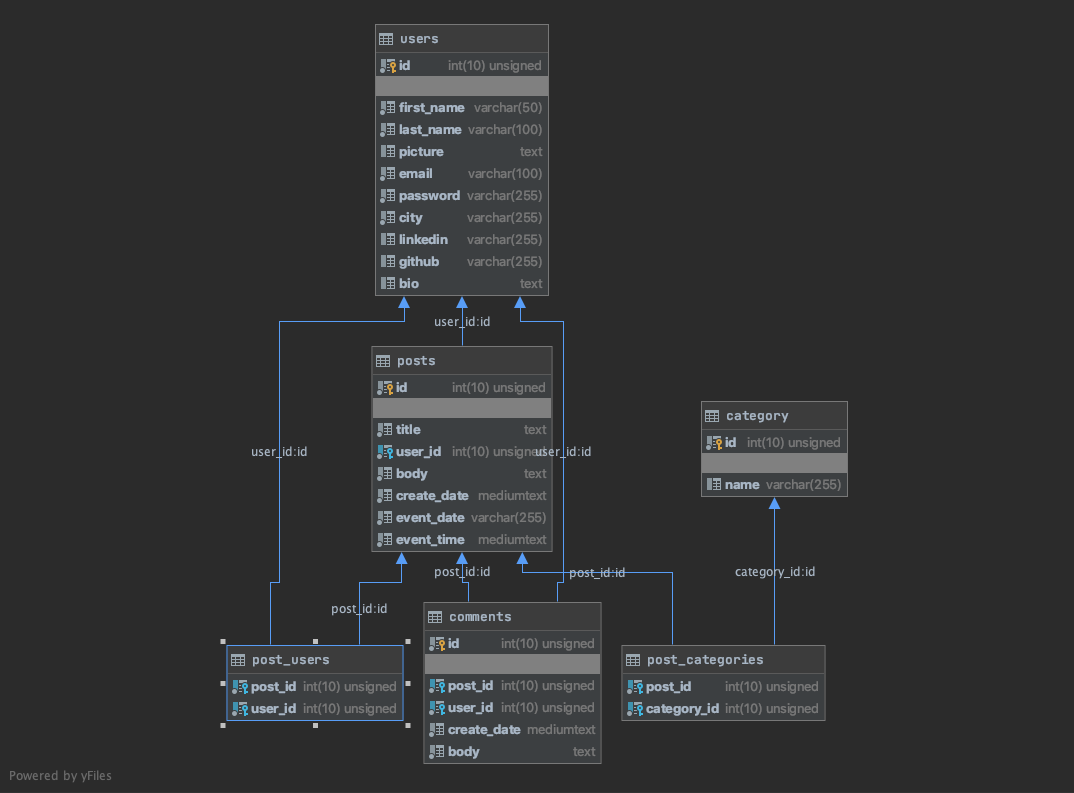 users
id int(10) unsigned
first_name varchar(50)
last_name varchar(100)
picture text
email varchar(100)
password varchar(255)
city varchar(255)
linkedin varchar(255)
github varchar(255)
bio text
user_id:id
posts
id int(10) unsigned
title text
user_id int(10) unsigned
body text
create_date mediumtext
event_date varchar(255)
event_time mediumtext
user_id:id
user_id:id
category
id int(10) unsigned
name varchar(255)
post_id:id
post_id:id
category_id:id
post_id:id
post_users
post_id int(10) unsigned
user_id int(10) unsigned
comments
id int(10) unsigned
post_id int(10) unsigned
user_id int(10) unsigned
create_date mediumtext
body text
post_categories
post_id int(10) unsigned
category_id int(10) unsigned
Powered by yFiles